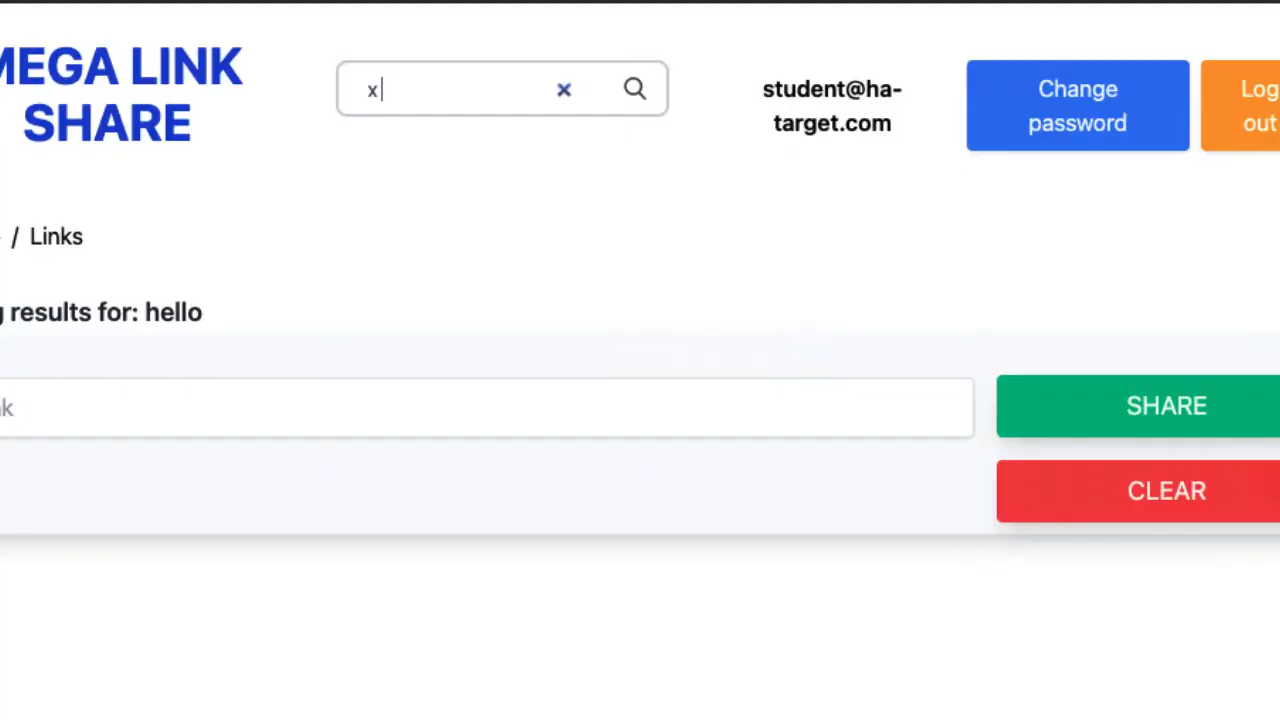 MEGA LINK
SHARE
x
student@ha-
target.com
Change
password
Log
out
/ Links
results for: hello
SHARE
CLEAR